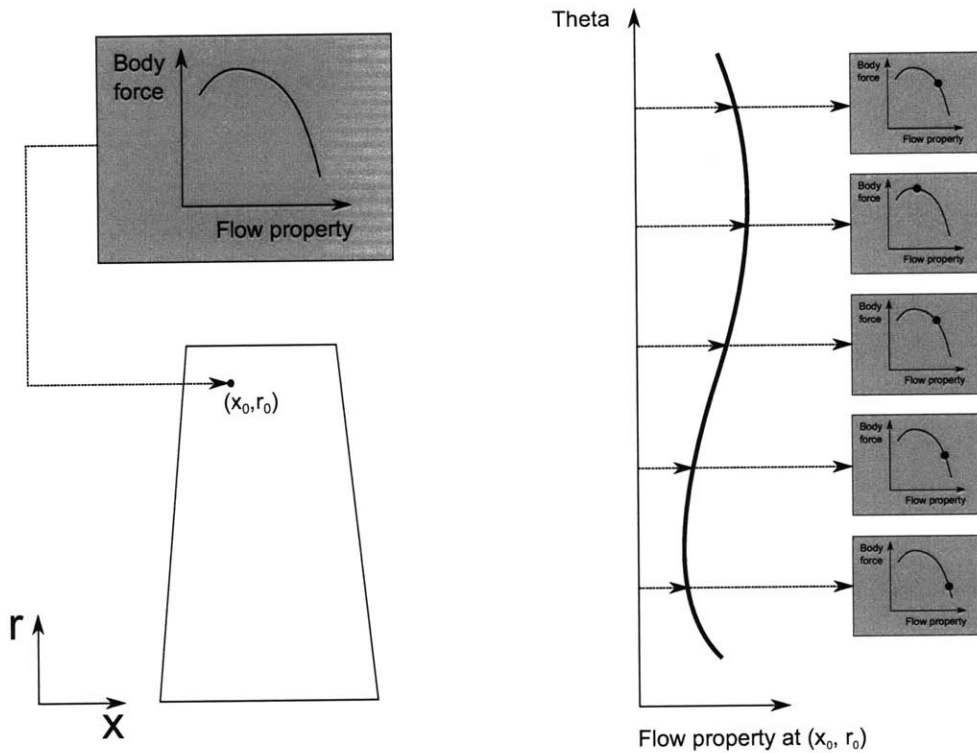 Body
force
Flow property
(x₀,r₀)
r
x
Theta
Body
force
Flow property
Body
force
Flow property
Body
force
Flow property
Body
force
Flow property
Body
force
Flow property
Flow property at (x₀, r₀)